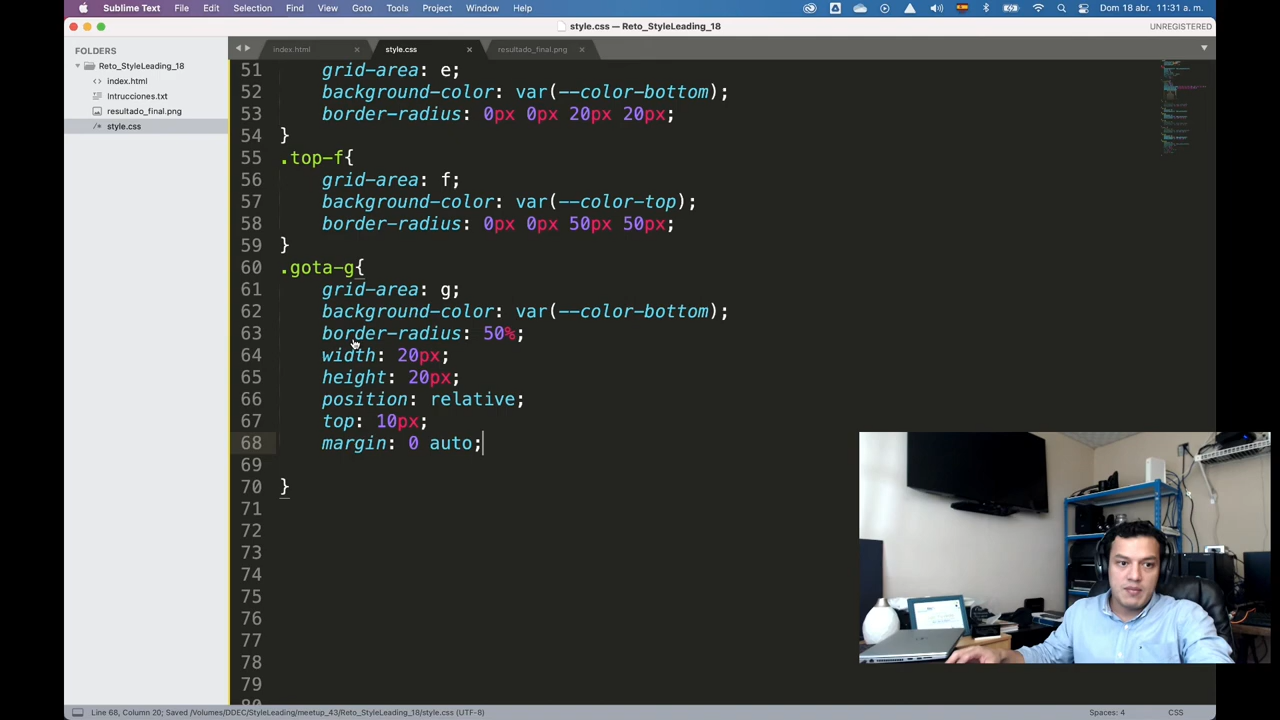 Sublime Text File Edit Selection Find View Goto Tools Project Window Help Dom 18 abr. 11:31 a. m.
style.css — Reto_StyleLeading_18 UNREGISTERED
FOLDERS
Reto_StyleLeading_18
index.html
Intrucciones.txt
resultado_final.png
style.css
index.html style.css resultado_final.png
51 grid-area: e;
52 background-color: var(--color-bottom);
53 border-radius: 0px 0px 20px 20px;
54 }
55 .top-f{
56 grid-area: f;
57 background-color: var(--color-top);
58 border-radius: 0px 0px 50px 50px;
59 }
60 .gota-g{
61 grid-area: g;
62 background-color: var(--color-bottom);
63 border-radius: 50%;
64 width: 20px;
65 height: 20px;
66 position: relative;
67 top: 10px;
68 margin: 0 auto;
69
70 }
71
72
73
74
75
76
77
78
79
80
Line 68, Column 20; Saved /Volumes/DDEC/StyleLeading/meetup_43/Reto_StyleLeading_18/style.css (UTF-8) Spaces: 4 CSS